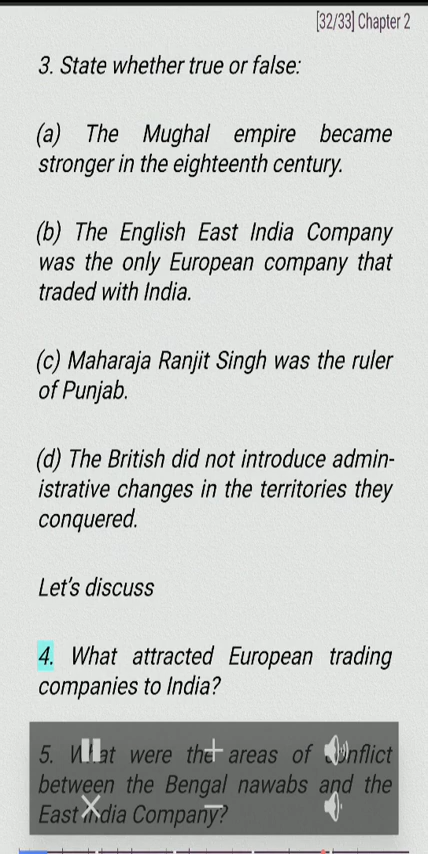 [32/33] Chapter 2
3. State whether true or false:
(a) The Mughal empire became
stronger in the eighteenth century.
(b) The English East India Company
was the only European company that
traded with India.
(c) Maharaja Ranjit Singh was the ruler
of Punjab.
(d) The British did not introduce admin-
istrative changes in the territories they
conquered.
Let's discuss
4. What attracted European trading
companies to India?
5. What were the areas of conflict
between the Bengal nawabs and the
East India Company?